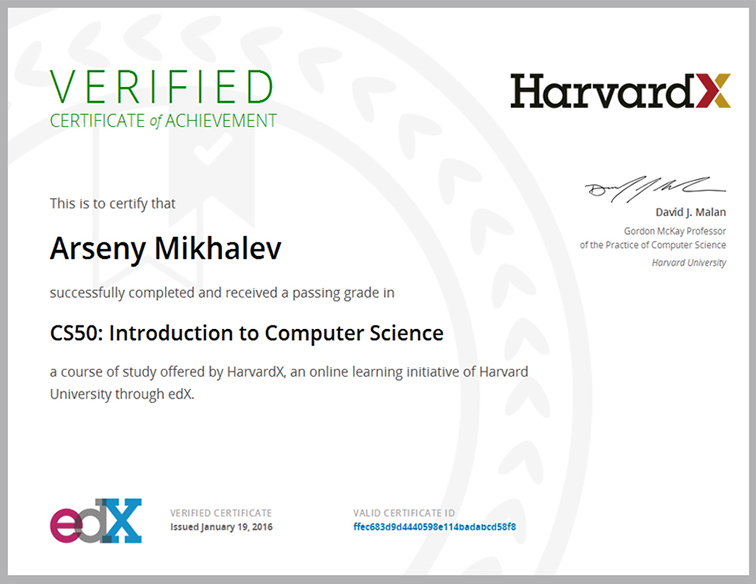 VERIFIED
CERTIFICATE of ACHIEVEMENT
HarvardX
This is to certify that
Arseny Mikhalev
successfully completed and received a passing grade in
CS50: Introduction to Computer Science
a course of study offered by HarvardX, an online learning initiative of Harvard
University through edX.
David J. Malan
Gordon McKay Professor
of the Practice of Computer Science
Harvard University
edX
VERIFIED CERTIFICATE
Issued January 19, 2016
VALID CERTIFICATE ID
ffec683d9d4440598e114badabcd58f8